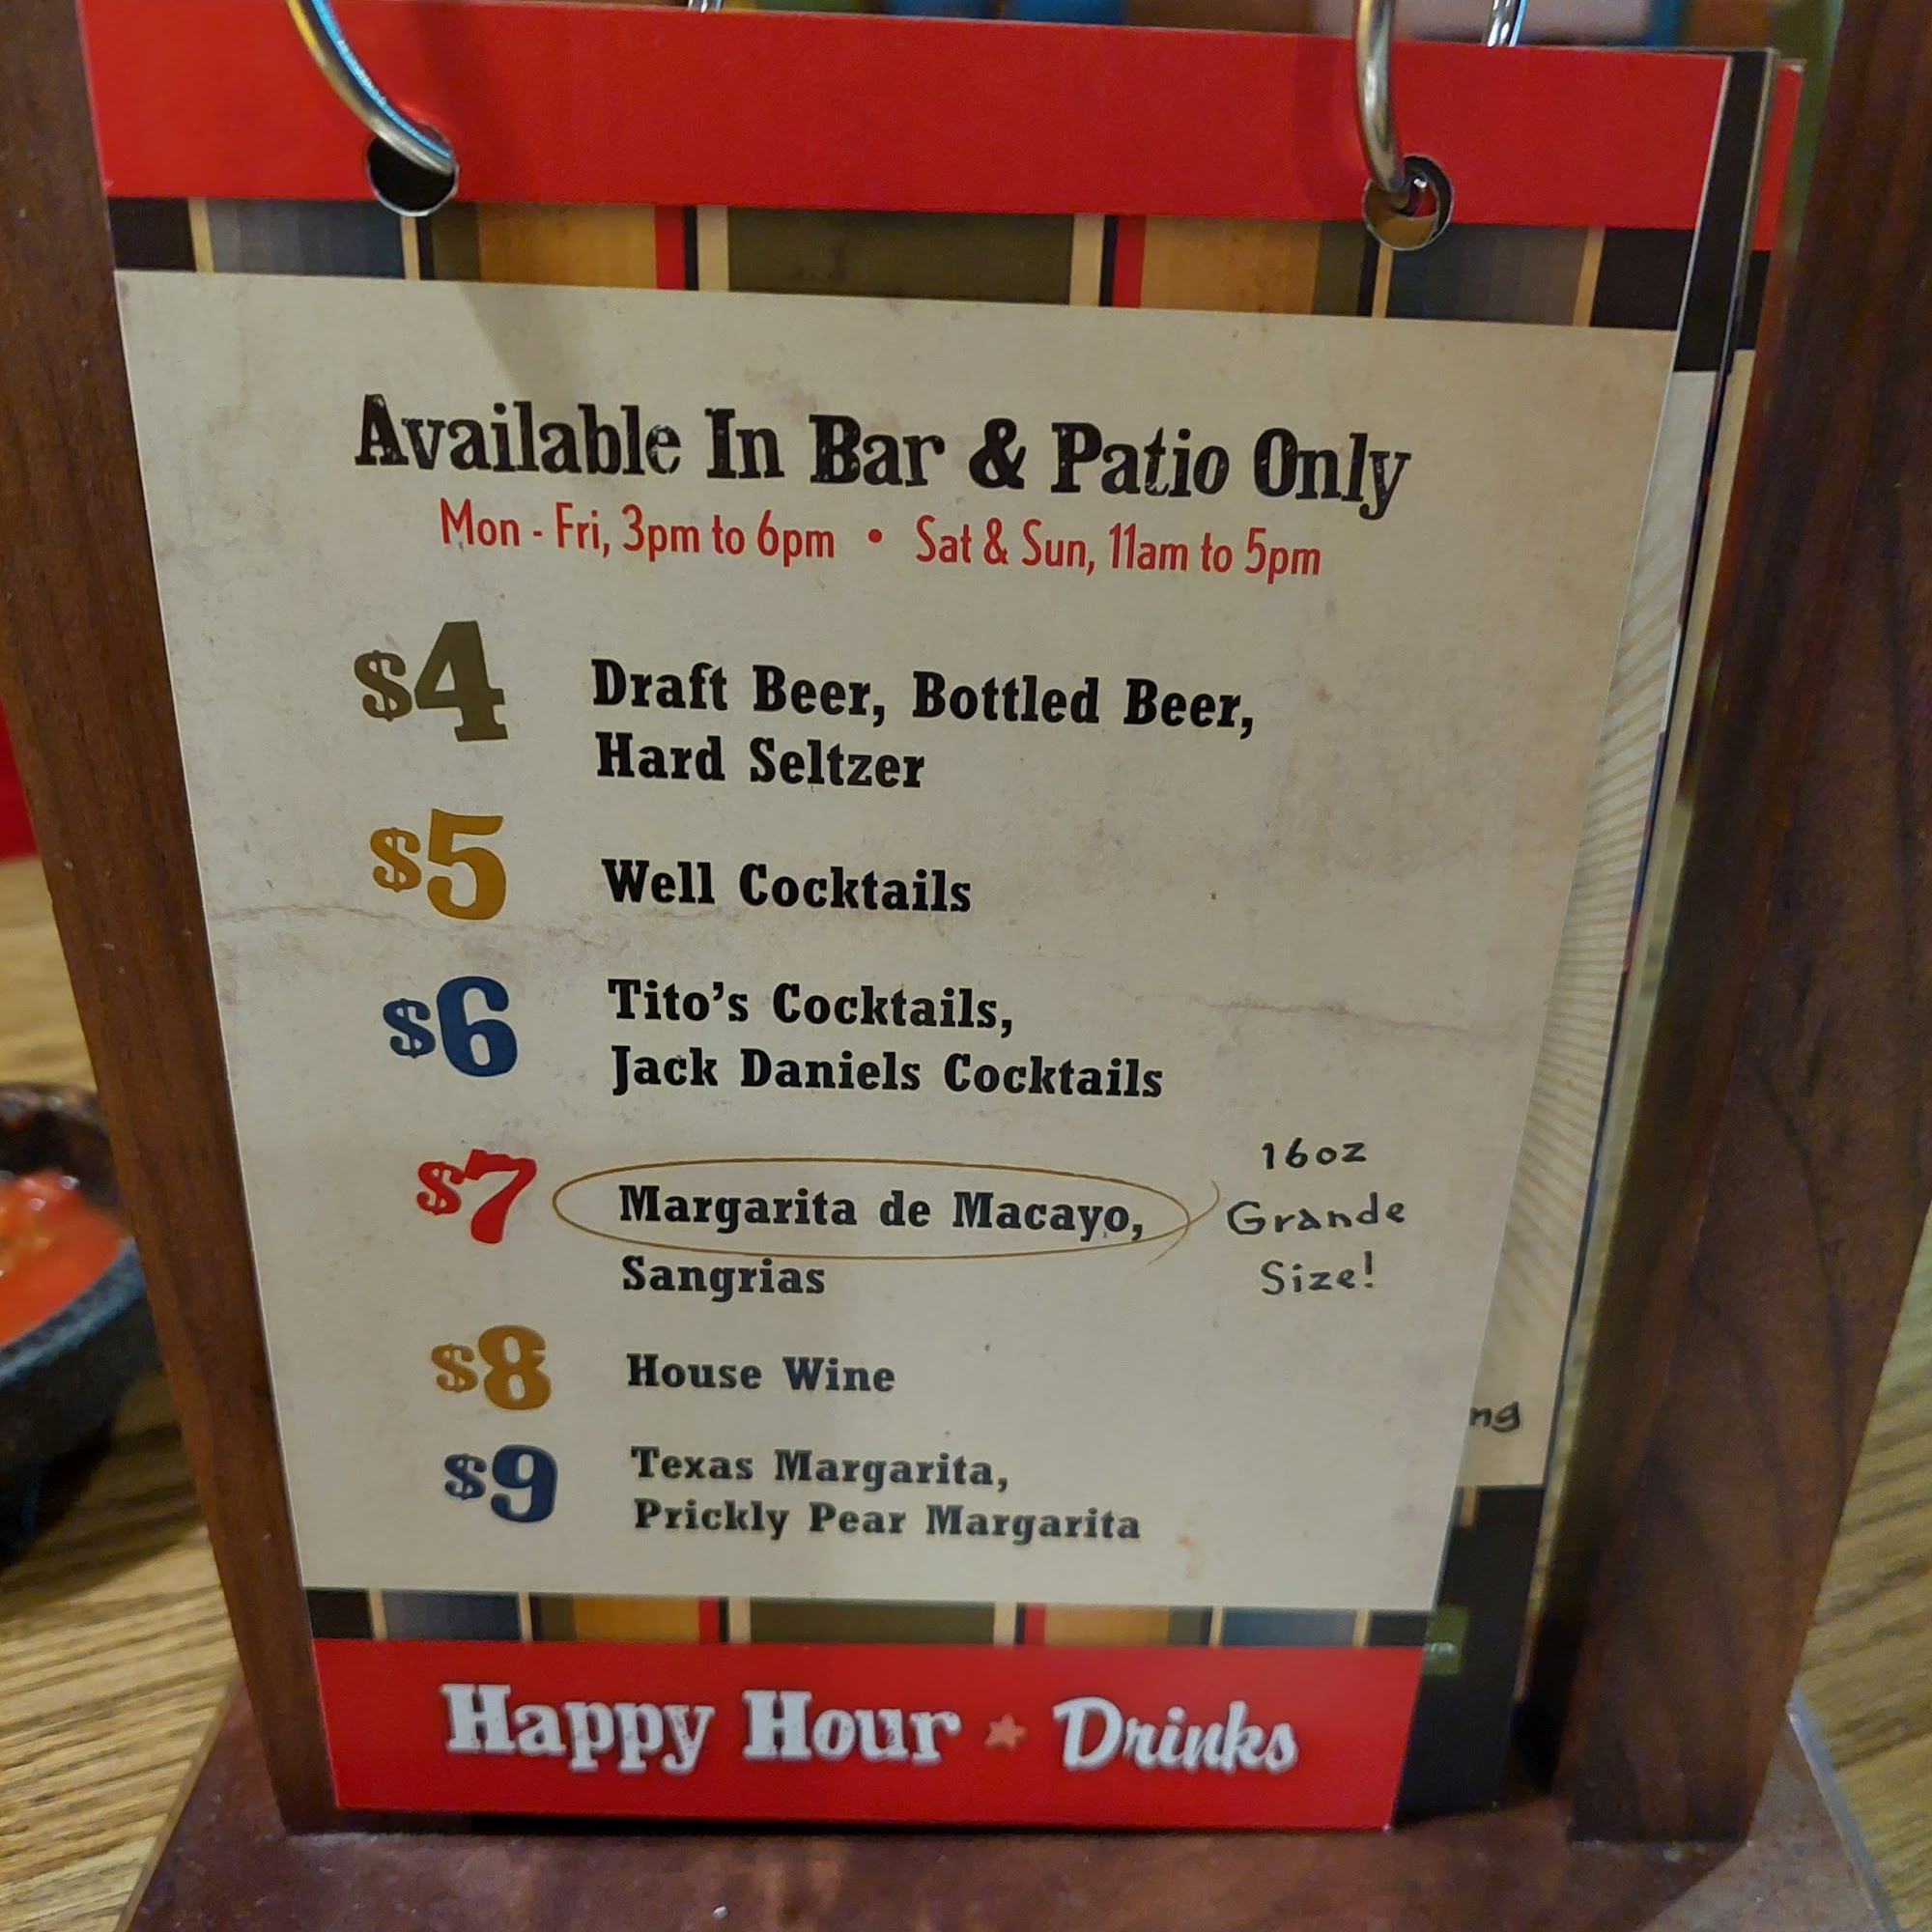 Available In Bar & Patio Only
Mon - Fri, 3pm to 6pm • Sat & Sun, 11am to 5pm
$4 Draft Beer, Bottled Beer,
Hard Seltzer
$5 Well Cocktails
$6 Tito's Cocktails,
Jack Daniels Cocktails
$7 Margarita de Macayo,
Sangrias
16oz
Grande
Size!
$8 House Wine
$9 Texas Margarita,
Prickly Pear Margarita
Happy Hour ★ Drinks
ng